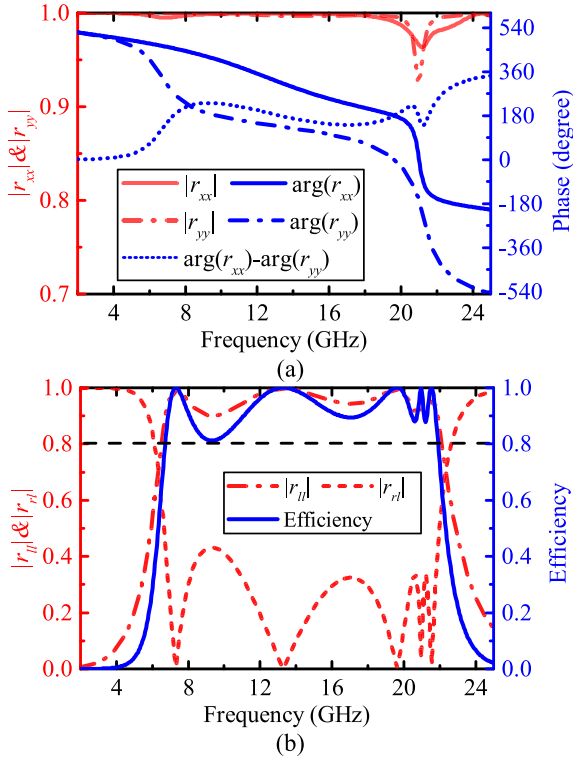 1.0
0.9
0.8
0.7
|r_xx|&|r_yy|
540
360
180
0
-180
-360
-540
Phase (degree)
|r_xx| arg(r_xx)
|r_yy| arg(r_yy)
arg(r_xx)-arg(r_yy)
4 8 12 16 20 24
Frequency (GHz)
(a)
1.0
0.8
0.6
0.4
0.2
0.0
|r_ll|&|r_rl|
1.0
0.8
0.6
0.4
0.2
0.0
Efficiency
|r_ll| |r_rl|
Efficiency
4 8 12 16 20 24
Frequency (GHz)
(b)